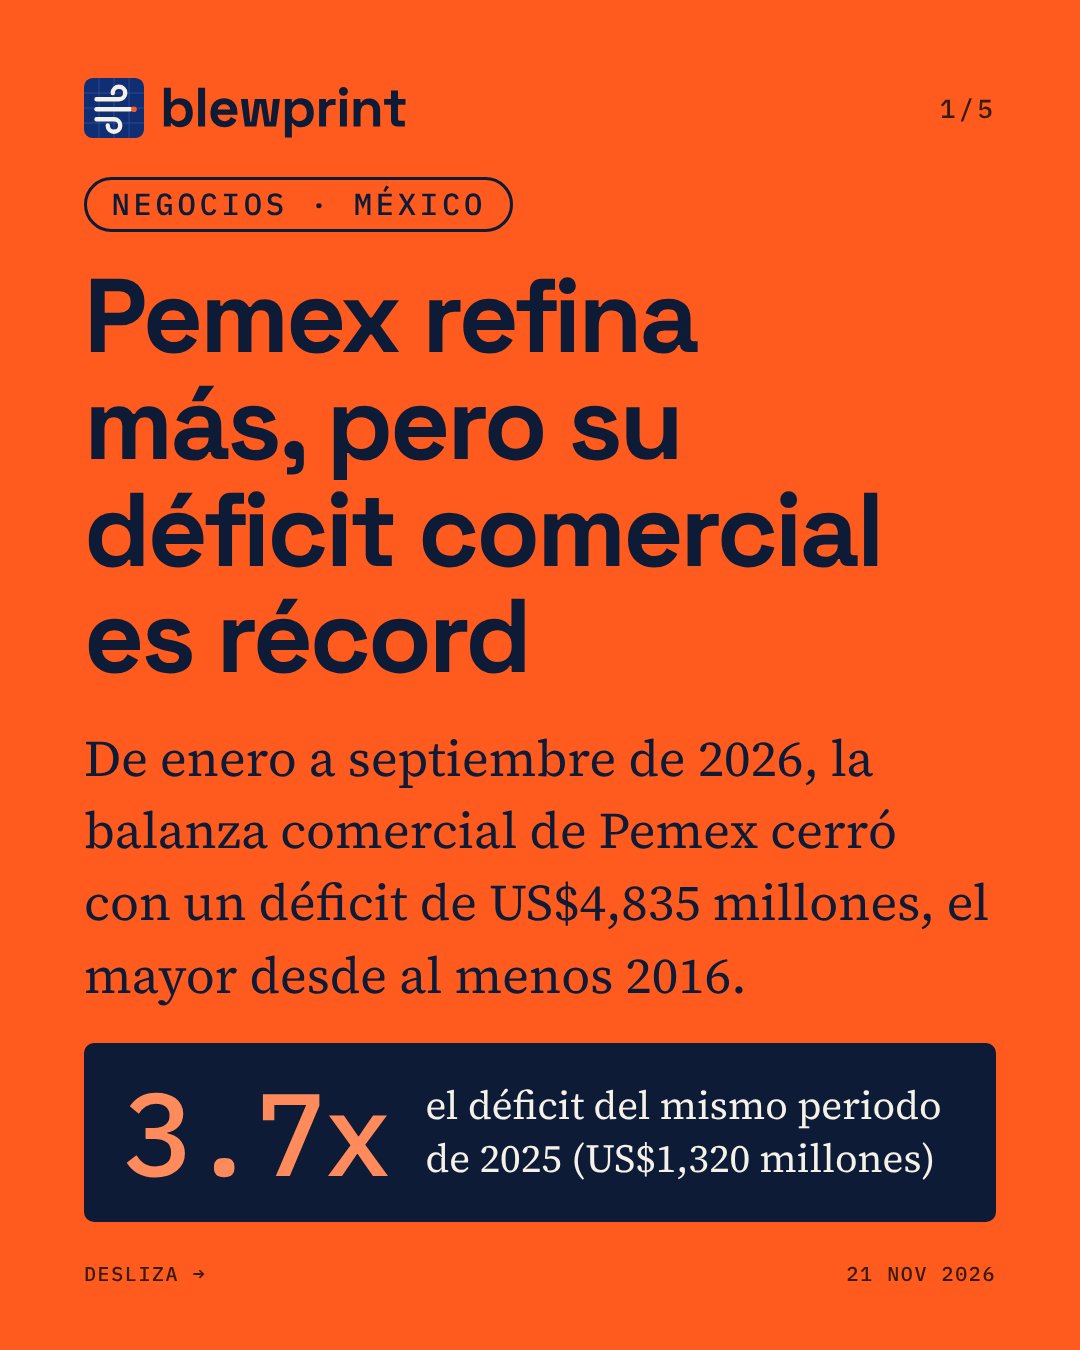 blewprint
1/5
NEGOCIOS · MÉXICO
Pemex refina
más, pero su
déficit comercial
es récord
De enero a septiembre de 2026, la
balanza comercial de Pemex cerró
con un déficit de US$4,835 millones, el
mayor desde al menos 2016.
3.7x
el déficit del mismo periodo
de 2025 (US$1,320 millones)
DESLIZA →
21 NOV 2026